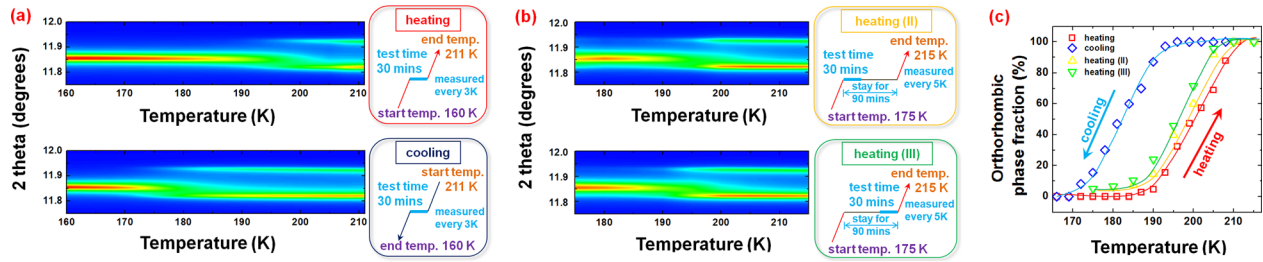 (a)
12.0
11.9
11.8
160 170 180 190 200 210
Temperature (K)
2 theta (degrees)
12.0
11.9
11.8
160 170 180 190 200 210
Temperature (K)
heating
end temp.
211 K
test time
30 mins
measured
every 3K
start temp. 160 K
cooling
start temp.
211 K
test time
30 mins
measured
every 3K
end temp. 160 K
(b)
12.0
11.9
11.8
180 190 200 210
Temperature (K)
2 theta (degrees)
12.0
11.9
11.8
180 190 200 210
Temperature (K)
heating (II)
end temp.
215 K
test time
30 mins
measured
every 5K
stay for
90 mins
start temp. 175 K
heating (III)
end temp.
215 K
test time
30 mins
measured
every 5K
stay for
90 mins
start temp. 175 K
(c)
Orthorhombic
phase fraction (%)
100
80
60
40
20
0
heating
cooling
heating (II)
heating (III)
cooling
heating
170 180 190 200 210
Temperature (K)